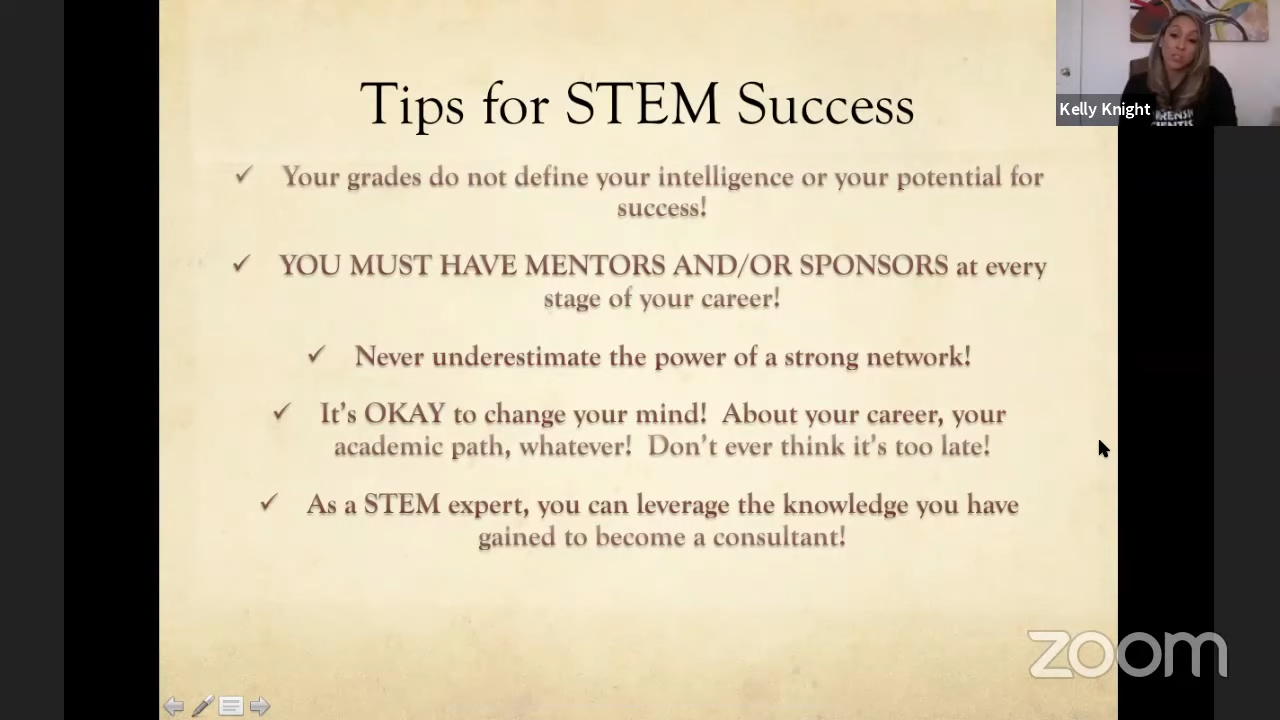 Tips for STEM Success
Kelly Knight
✓ Your grades do not define your intelligence or your potential for
success!
✓ YOU MUST HAVE MENTORS AND/OR SPONSORS at every
stage of your career!
✓ Never underestimate the power of a strong network!
✓ It's OKAY to change your mind! About your career, your
academic path, whatever! Don't ever think it's too late!
✓ As a STEM expert, you can leverage the knowledge you have
gained to become a consultant!
zoom